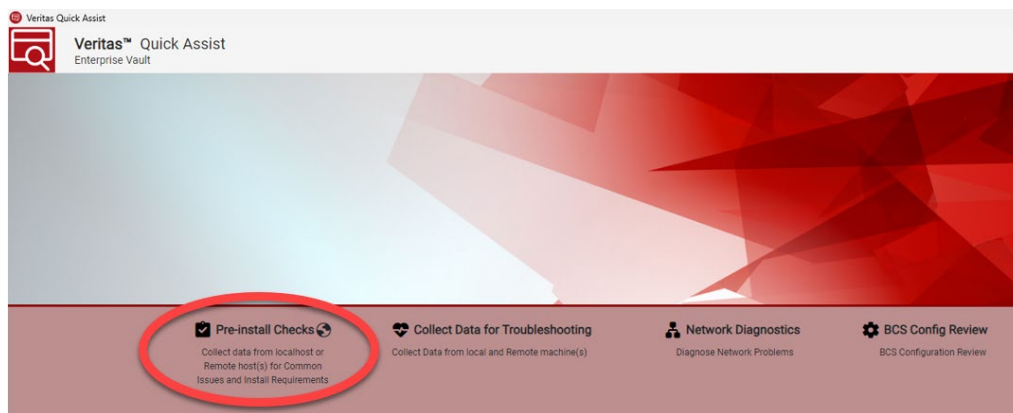 Veritas Quick Assist
Veritas™ Quick Assist
Enterprise Vault
Pre-install Checks
Collect data from localhost or
Remote host(s) for Common
Issues and Install Requirements
Collect Data for Troubleshooting
Collect Data from local and Remote machine(s)
Network Diagnostics
Diagnose Network Problems
BCS Config Review
BCS Configuration Review